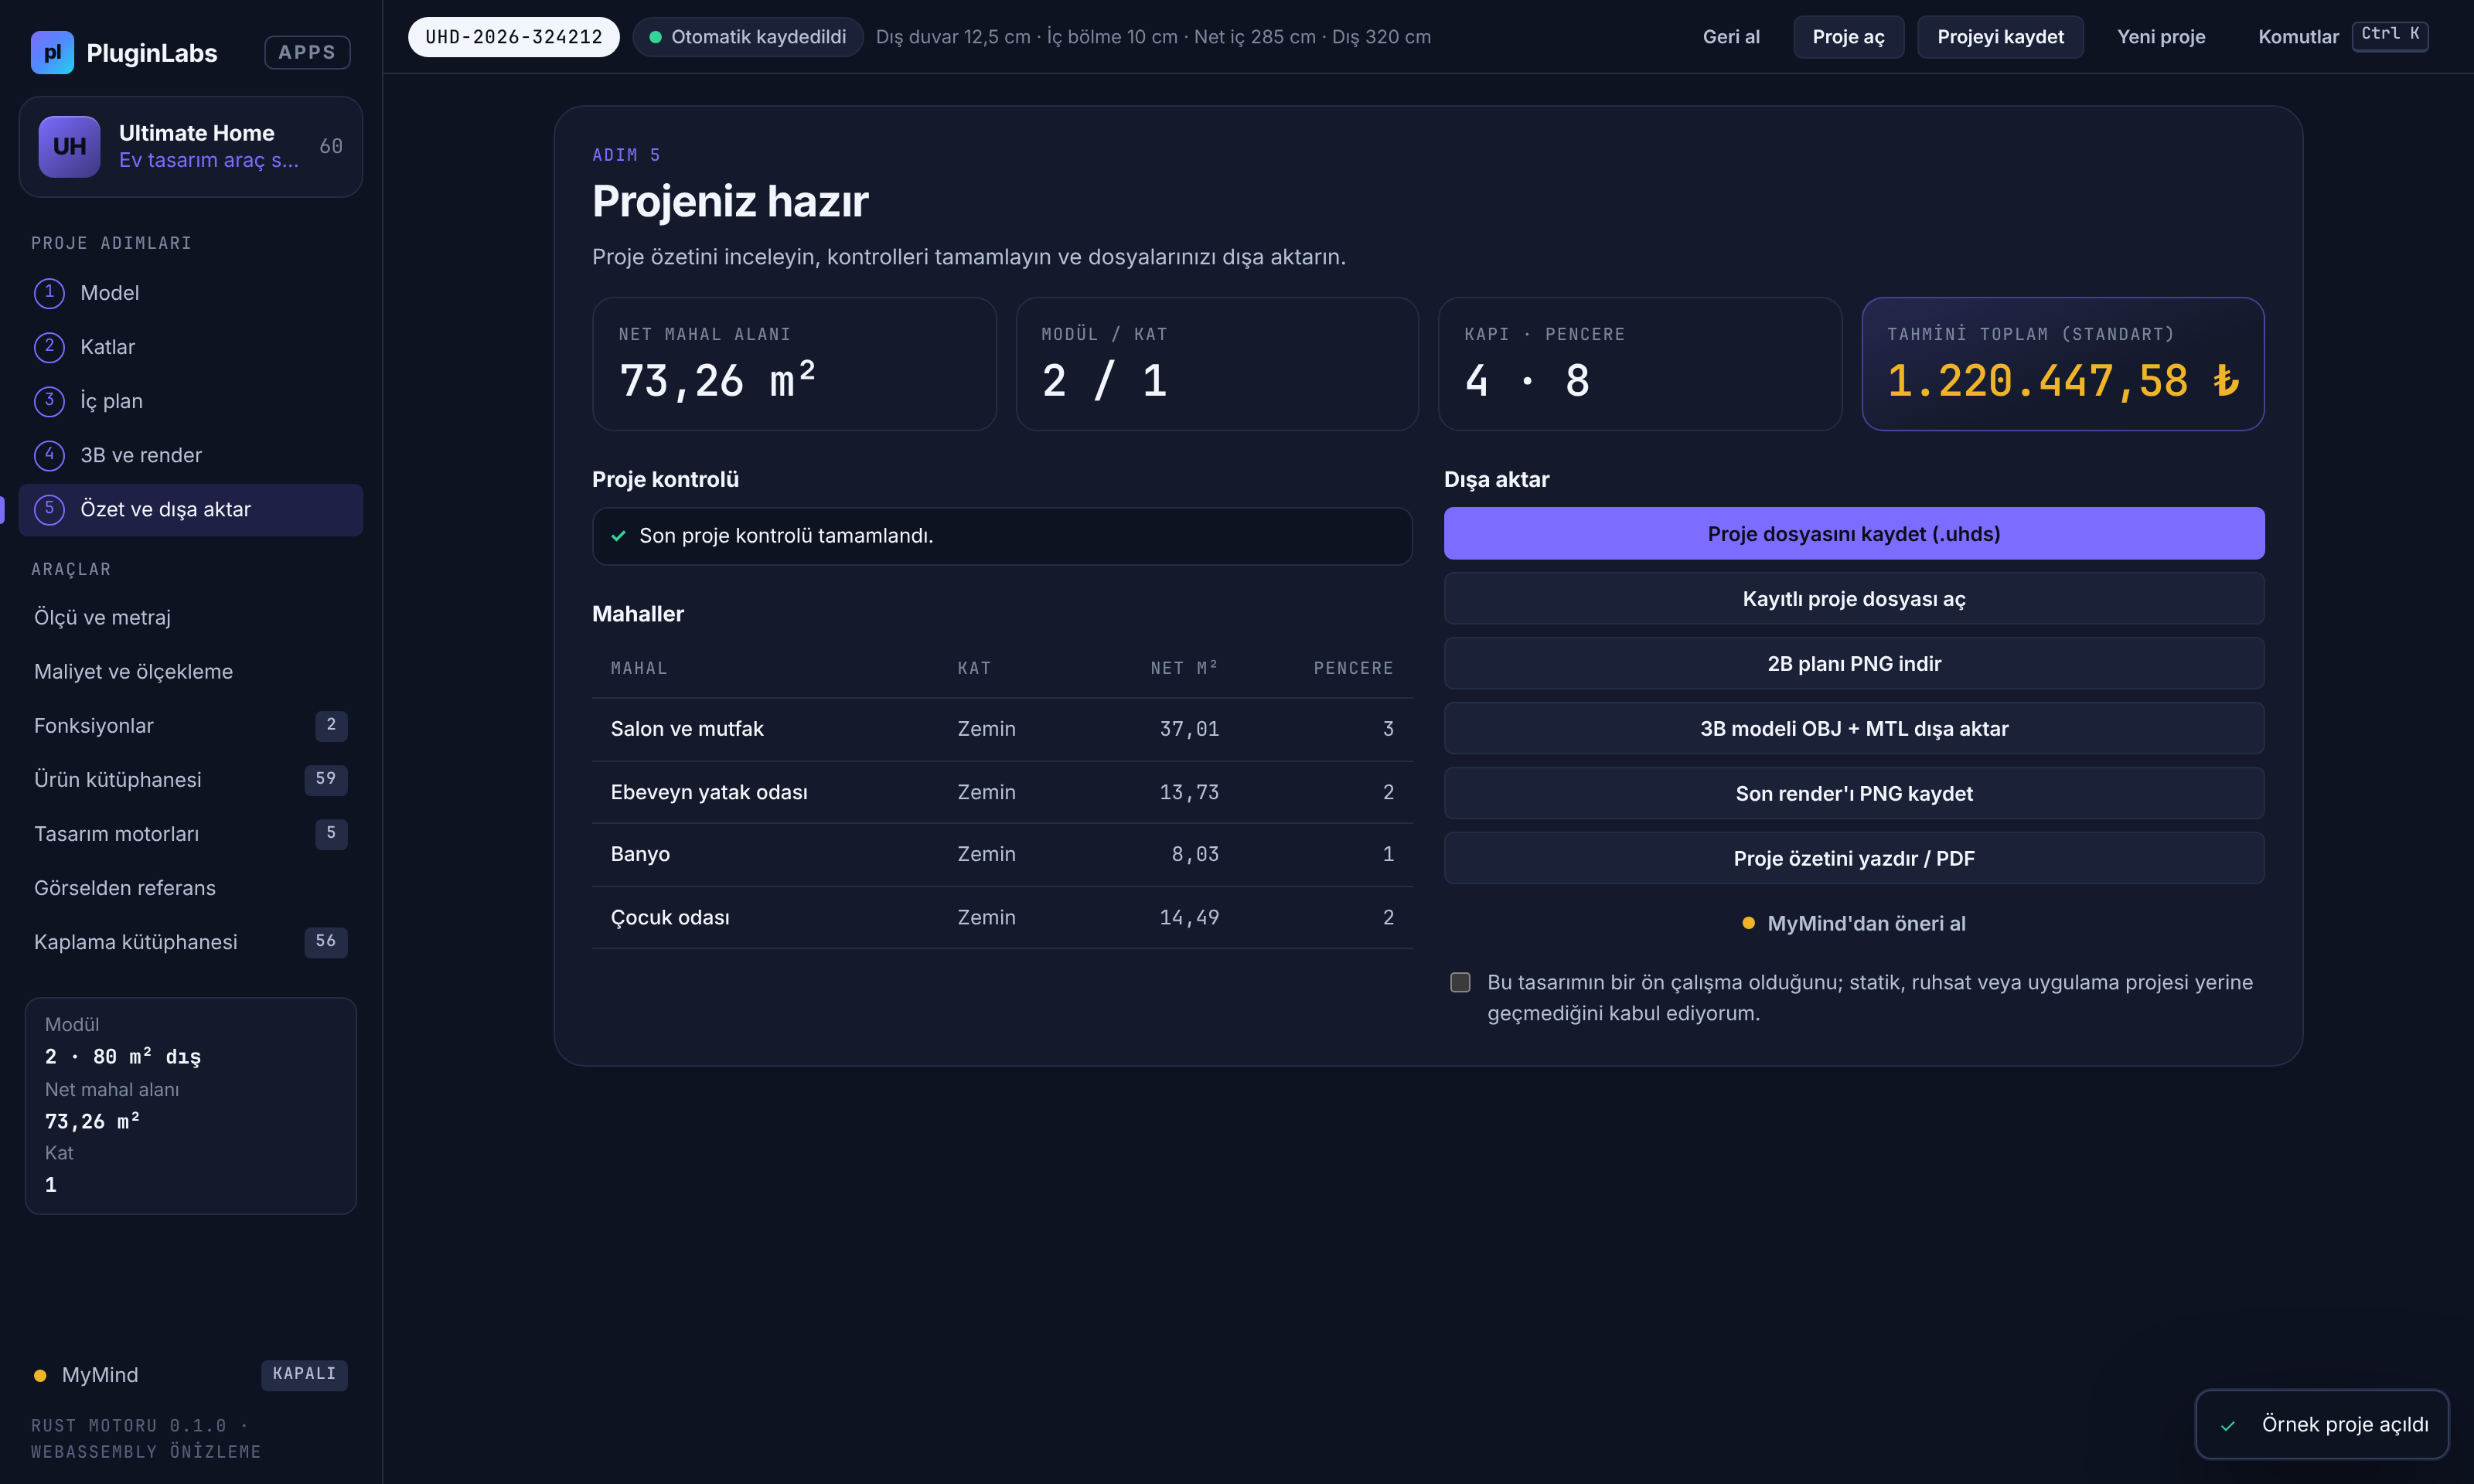 pl PluginLabs APPS
UH Ultimate Home 60
Ev tasarım araç s...
PROJE ADIMLARI
1 Model
2 Katlar
3 İç plan
4 3B ve render
5 Özet ve dışa aktar
ARAÇLAR
Ölçü ve metraj
Maliyet ve ölçekleme
Fonksiyonlar 2
Ürün kütüphanesi 59
Tasarım motorları 5
Görselden referans
Kaplama kütüphanesi 56
Modül
2 · 80 m² dış
Net mahal alanı
73,26 m²
Kat
1
MyMind KAPALI
RUST MOTORU 0.1.0 ·
WEBASSEMBLY ÖNİZLEME
UHD-2026-324212 Otomatik kaydedildi Dış duvar 12,5 cm · İç bölme 10 cm · Net iç 285 cm · Dış 320 cm Geri al Proje aç Projeyi kaydet Yeni proje Komutlar Ctrl K
ADIM 5
Projeniz hazır
Proje özetini inceleyin, kontrolleri tamamlayın ve dosyalarınızı dışa aktarın.
NET MAHAL ALANI
73,26 m²
MODÜL / KAT
2 / 1
KAPI · PENCERE
4 · 8
TAHMİNİ TOPLAM (STANDART)
1.220.447,58 ₺
Proje kontrolü
✓ Son proje kontrolü tamamlandı.
Mahaller
MAHAL KAT NET M² PENCERE
Salon ve mutfak Zemin 37,01 3
Ebeveyn yatak odası Zemin 13,73 2
Banyo Zemin 8,03 1
Çocuk odası Zemin 14,49 2
Dışa aktar
Proje dosyasını kaydet (.uhds)
Kayıtlı proje dosyası aç
2B planı PNG indir
3B modeli OBJ + MTL dışa aktar
Son render'ı PNG kaydet
Proje özetini yazdır / PDF
MyMind'dan öneri al
Bu tasarımın bir ön çalışma olduğunu; statik, ruhsat veya uygulama projesi yerine
geçmediğini kabul ediyorum.
✓ Örnek proje açıldı